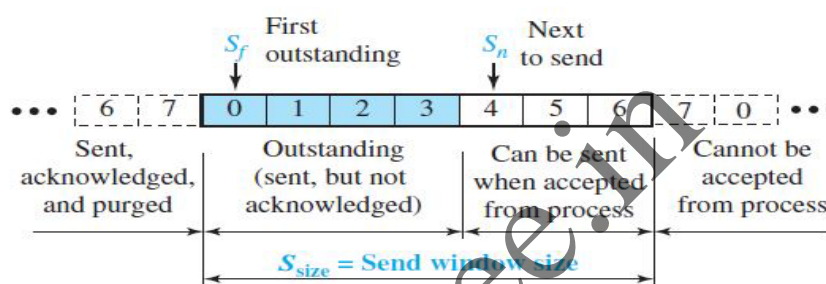 First
outstanding
Sf
Next
to send
Sn
••• 6 7 0 1 2 3 4 5 6 7 0 ••
Sent,
acknowledged,
and purged
Outstanding
(sent, but not
acknowledged)
Can be sent
when accepted
from process
Cannot be
accepted
from process
Ssize = Send window size